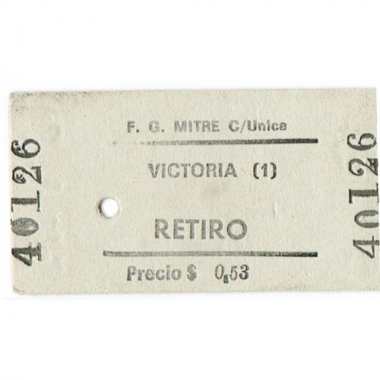 F. G. MITRE C/Unica
VICTORIA (1)
RETIRO
Precio $ 0,53
40126
40126